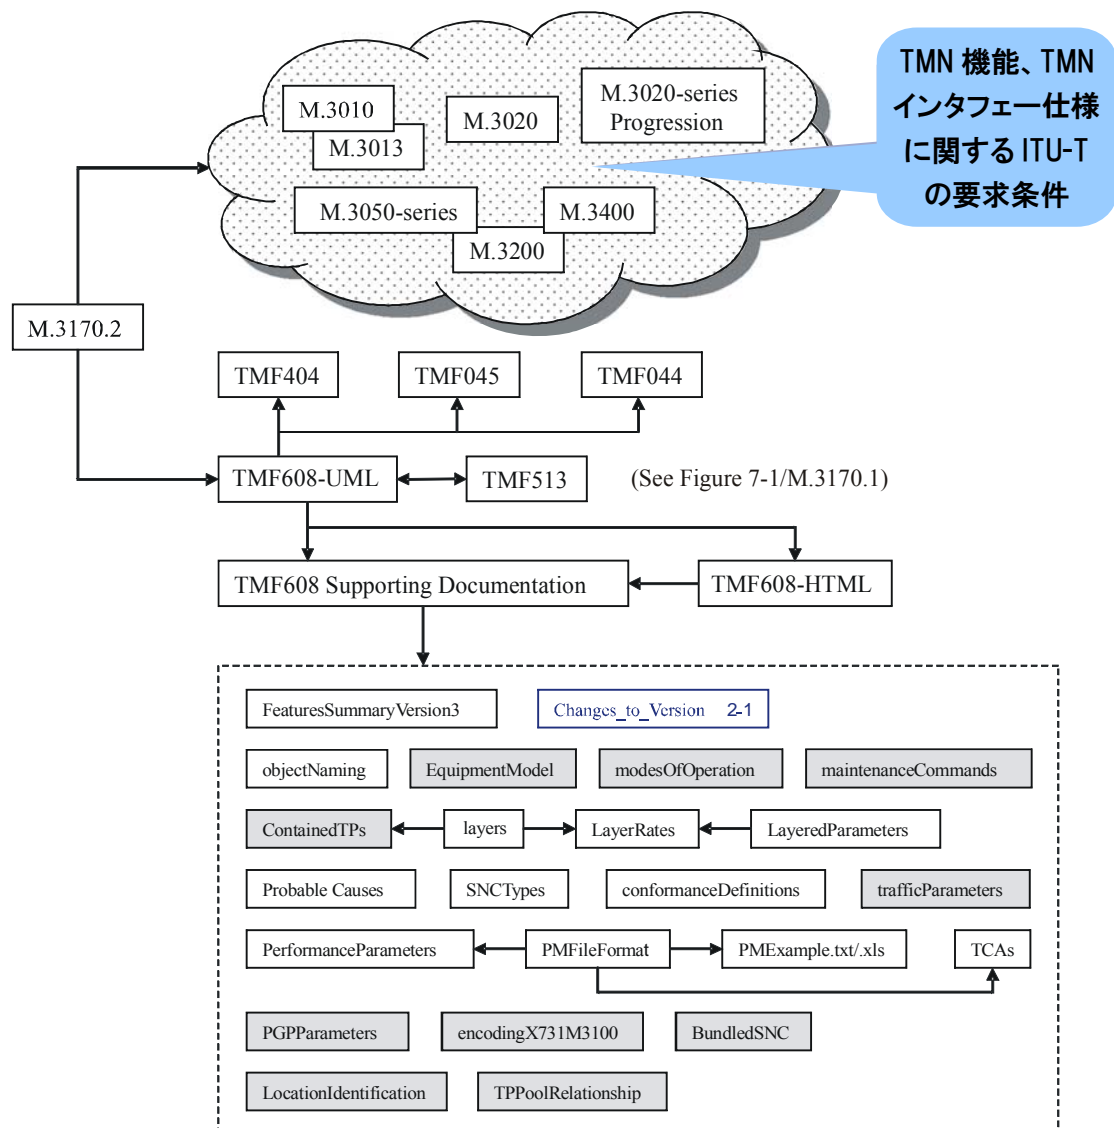 M.3010
M.3013
M.3020
M.3020-series
Progression
M.3050-series
M.3400
M.3200
TMN 機能、TMN
インタフェー仕様
に関する ITU-T
の要求条件
M.3170.2
TMF404
TMF045
TMF044
TMF608-UML
TMF513
(See Figure 7-1/M.3170.1)
TMF608 Supporting Documentation
TMF608-HTML
FeaturesSummaryVersion3
Changes_to_Version 2-1
objectNaming
EquipmentModel
modesOfOperation
maintenanceCommands
ContainedTPs
layers
LayerRates
LayeredParameters
Probable Causes
SNCTypes
conformanceDefinitions
trafficParameters
PerformanceParameters
PMFileFormat
PMExample.txt/.xls
TCAs
PGPParameters
encodingX731M3100
BundledSNC
LocationIdentification
TPPoolRelationship